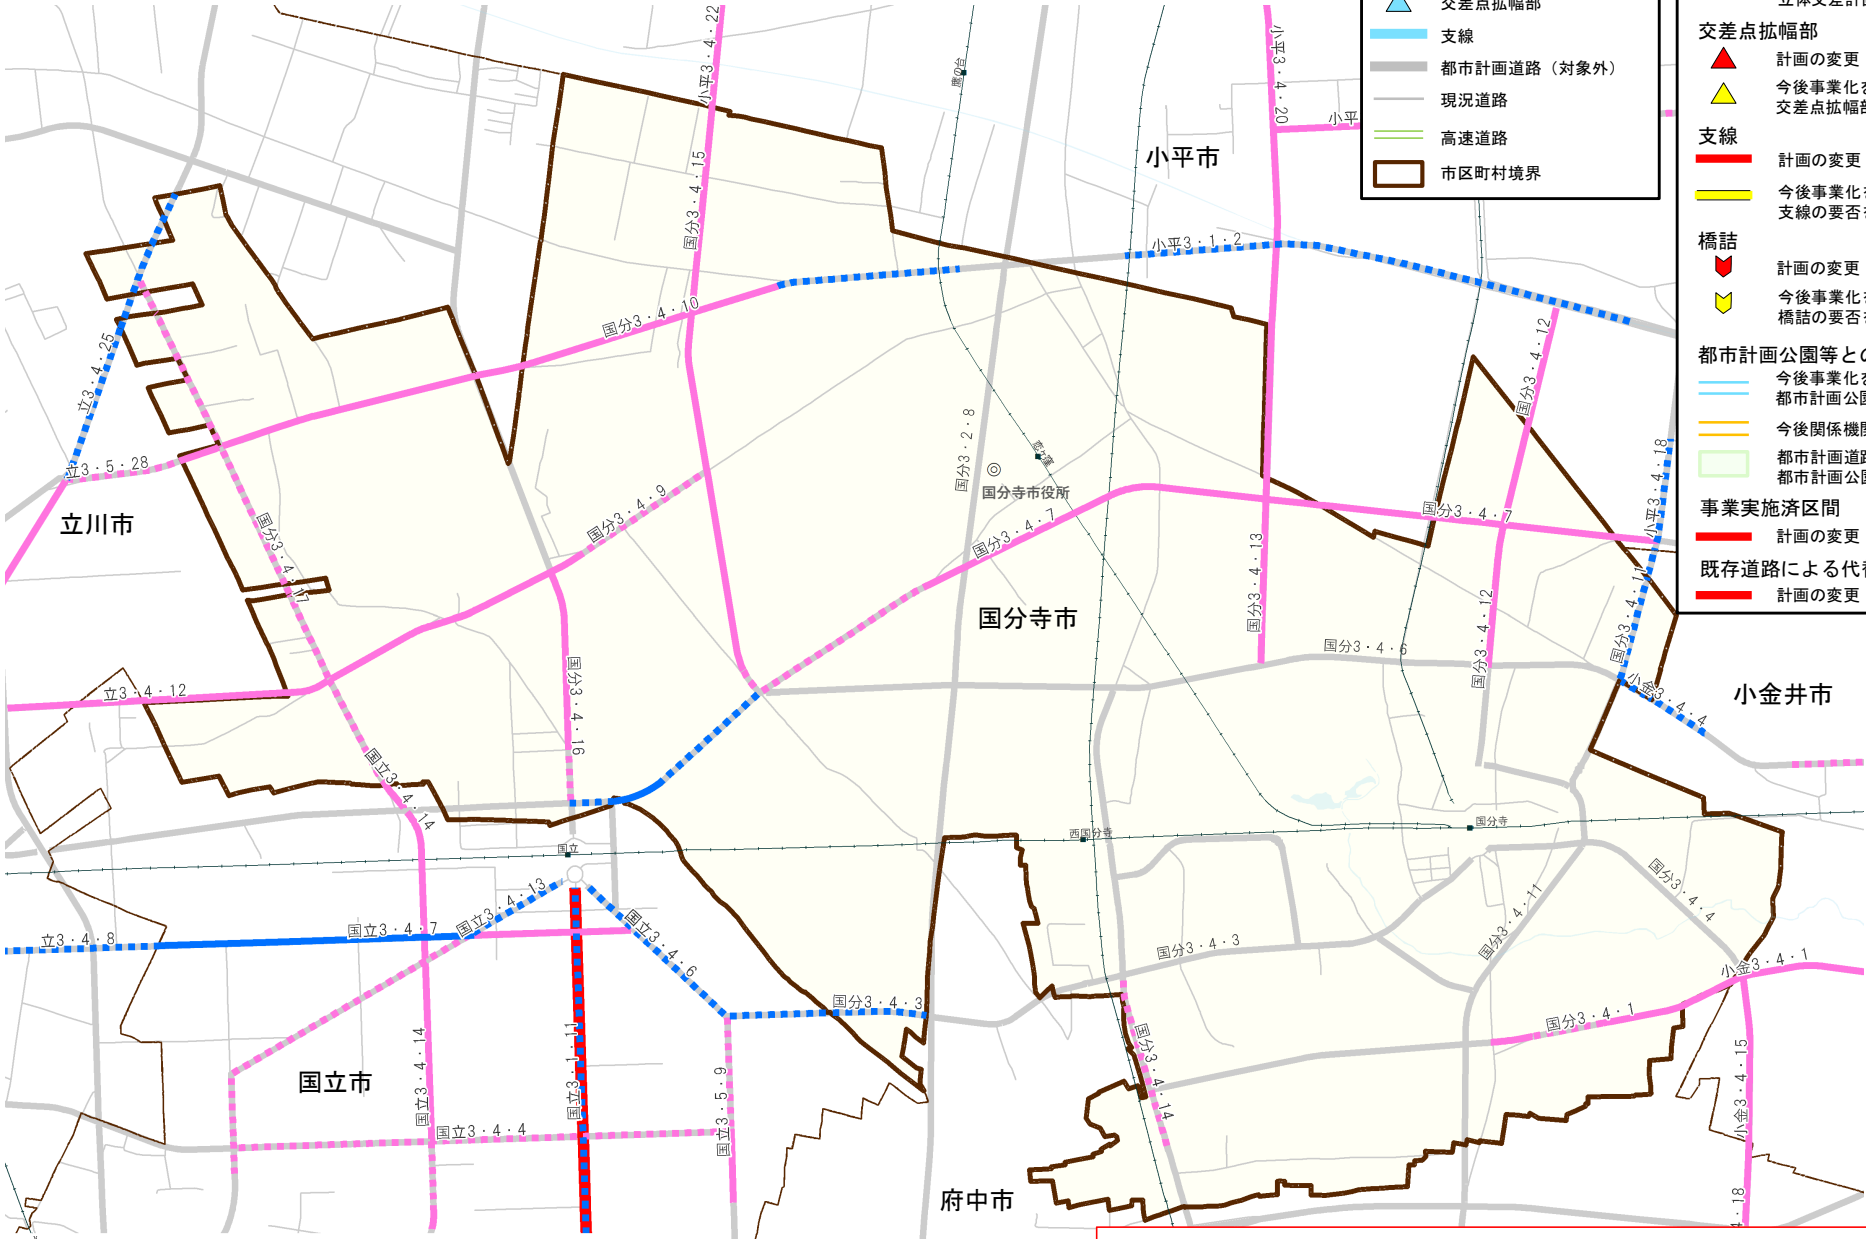 交差点拡幅部
支線
都市計画道路（対象外）
現況道路
高速道路
市区町村境界
交差点拡幅部
計画の変更
今後事業化
交差点拡幅部
支線
計画の変更
今後事業化
支線の要否
橋詰
計画の変更
今後事業化
橋詰の要否
都市計画公園等との
今後事業化
都市計画公園
今後関係機関
都市計画道路
都市計画公園
事業実施済区間
計画の変更
既存道路による代替
計画の変更
小平3・4・22
鷹の台
小平3・4・20
小平
小平市
国分3・4・15
小平3・1・2
国分3・4・10
立3・4・25
国分3・4・12
国分3・2・8
恋ヶ窪
国分寺市役所
立3・5・28
国分3・4・9
国分3・4・7
国分3・4・7
小平3・4・18
立川市
国分3・4・17
国分3・4・13
国分3・4・11
国分寺市
国分3・4・12
国分3・4・6
立3・4・12
国分3・4・16
小金3・4・4
小金井市
国立3・4・14
国立
西国分寺
国分寺
国分3・4・4
国立3・4・13
国分3・4・11
立3・4・8
国立3・4・7
国立3・4・6
国分3・4・3
小金3・4・1
国分3・4・3
国分3・4・1
国立3・4・14
国立3・1・11
国立3・5・9
国分3・4・14
小金3・4・15
国立市
国立3・4・4
府中市
4・18